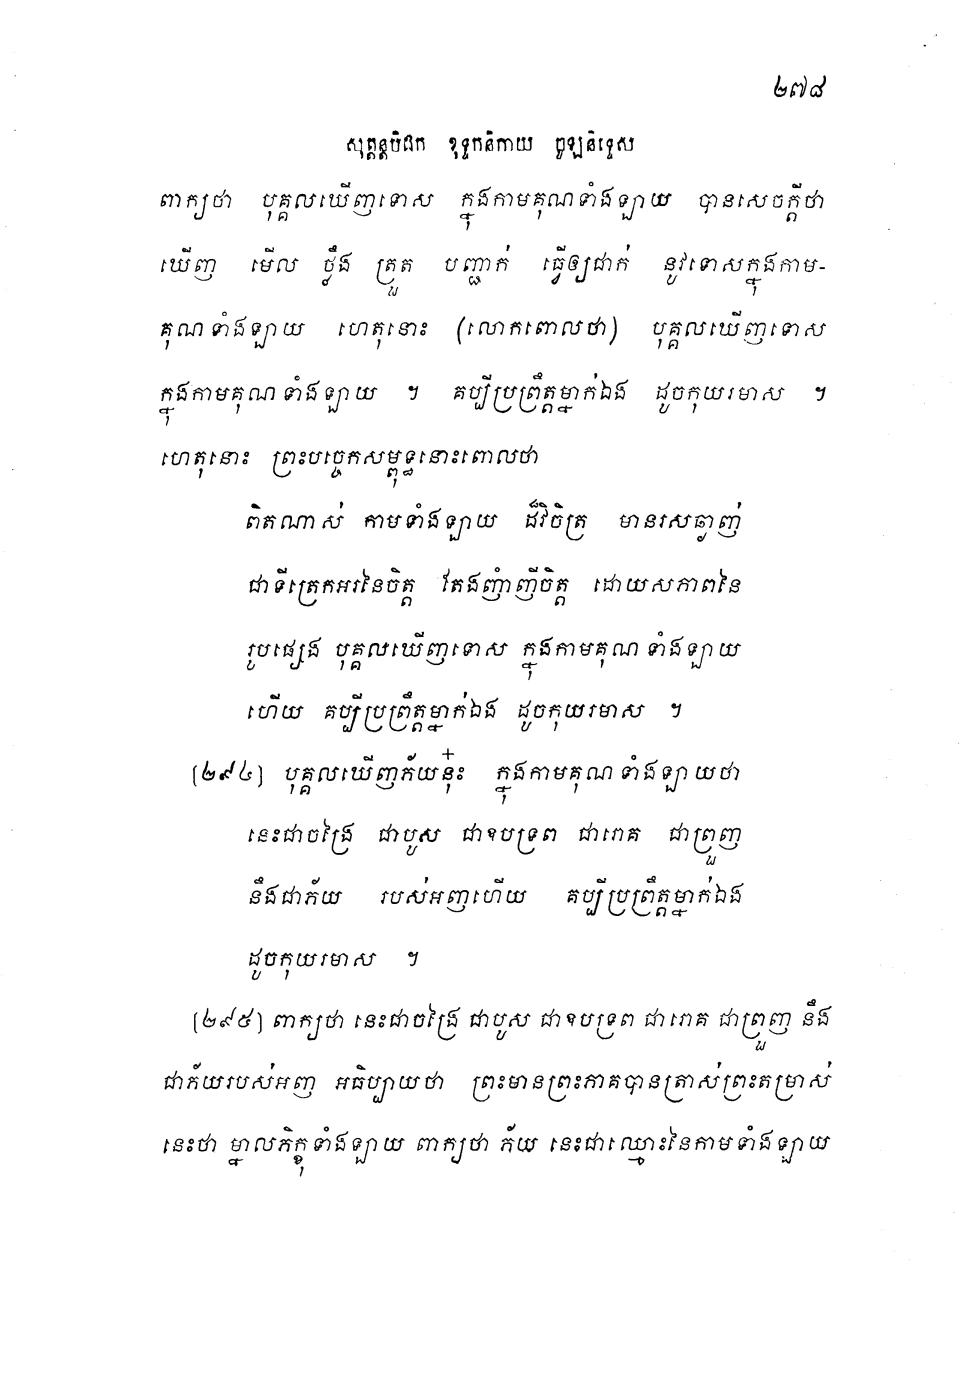 ២៧៨
សុត្តន្តបិដក ខុទ្ទកនិកាយ ចូឡនិទ្ទេស
ពាក្យថា បុគ្គលឃើញទោស ក្នុងកាមគុណទាំងឡាយ បានសេចក្តីថា
ឃើញ មើល ថ្លឹង ត្រួត បញ្ជាក់ ធ្វើឲ្យជាក់ នូវទោសក្នុងកាម-
គុណទាំងឡាយ ហេតុនោះ (លោកពោលថា) បុគ្គលឃើញទោស
ក្នុងកាមគុណទាំងឡាយ ។ គប្បីប្រព្រឹត្តម្នាក់ឯង ដូចកុយរមាស ។
ហេតុនោះ ព្រះបច្ចេកសម្ពុទ្ធនោះពោលថា
ពិតណាស់ កាមទាំងឡាយ ដ៏វិចិត្រ មានរសឆ្ងាញ់
ជាទីត្រេកអរនៃចិត្ត តែងញុំាញីចិត្ត ដោយសភាពនៃ
រូបផ្សេងៗ បុគ្គលឃើញទោស ក្នុងកាមគុណទាំងឡាយ
ហើយ គប្បីប្រព្រឹត្តម្នាក់ឯង ដូចកុយរមាស ។
(២៩៤) បុគ្គលឃើញភ័យនុ៎ះ ក្នុងកាមគុណទាំងឡាយថា
នេះជាចង្រៃ ជាបូស ជាឧបទ្រព ជារោគ ជាព្រួញ
នឹងជាភ័យ របស់អញហើយ គប្បីប្រព្រឹត្តម្នាក់ឯង
ដូចកុយរមាស ។
(២៩៥) ពាក្យថា នេះជាចង្រៃ ជាបូស ជាឧបទ្រព ជារោគ ជាព្រួញ នឹង
ជាភ័យរបស់អញ អធិប្បាយថា ព្រះមានព្រះភាគបានត្រាស់ព្រះតម្រាស់
នេះថា ម្នាលភិក្ខុទាំងឡាយ ពាក្យថា ភ័យ នេះជាឈ្មោះនៃកាមទាំងឡាយ